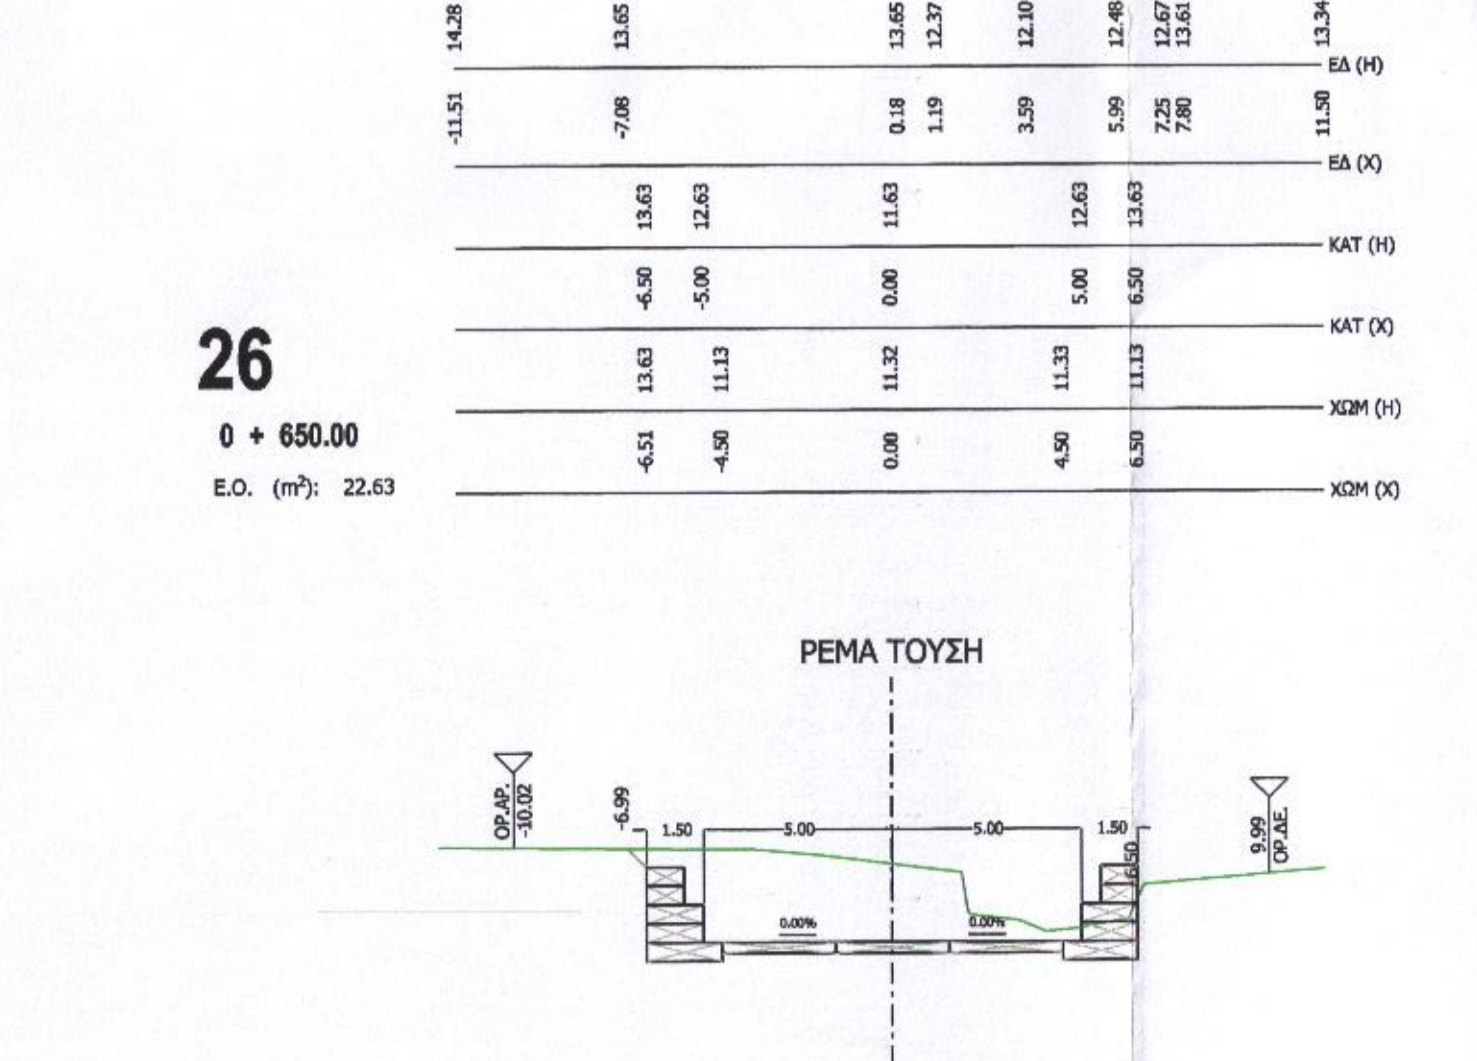 14.28 13.65 13.65 12.37 12.10 12.48 12.67 13.61 13.34
ΕΔ (Η)
-11.51 -7.08 0.18 1.19 3.59 5.99 7.25 7.80 11.50
ΕΔ (Χ)
13.63 12.63 11.63 12.63 13.63
ΚΑΤ (Η)
-6.50 -5.00 0.00 5.00 6.50
ΚΑΤ (Χ)
26
13.63 11.13 11.32 11.33 11.13
ΧΩΜ (Η)
0 + 650.00
-6.51 -4.50 0.00 4.50 6.50
Ε.Ο. (m²): 22.63
ΧΩΜ (Χ)
ΡΕΜΑ ΤΟΥΣΗ
ΟΡ.ΑΡ.
-10.02
-6.99
1.50 5.00 5.00 1.50
6.50
9.99
ΟΡ.ΔΕ.
0.00% 0.00%